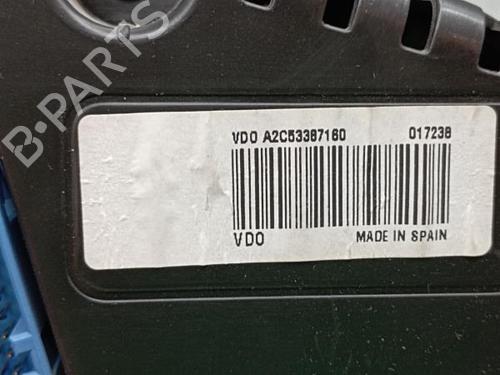 B-PARTS
VDO A2C53387160 017238
VDO MADE IN SPAIN